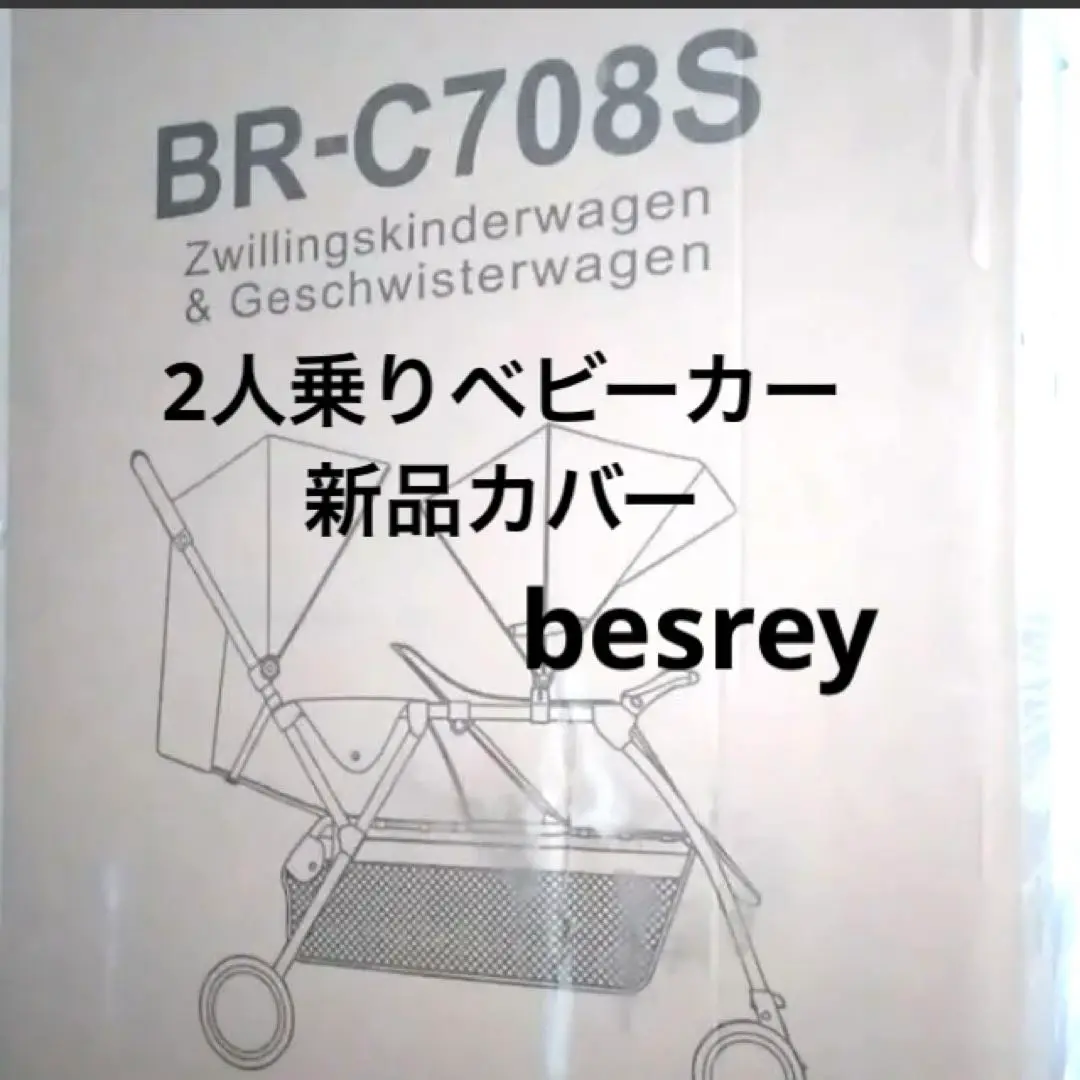 BR-C708S
Zwillingskinderwagen
& Geschwisterwagen
2人乗りベビーカー
新品カバー
besrey